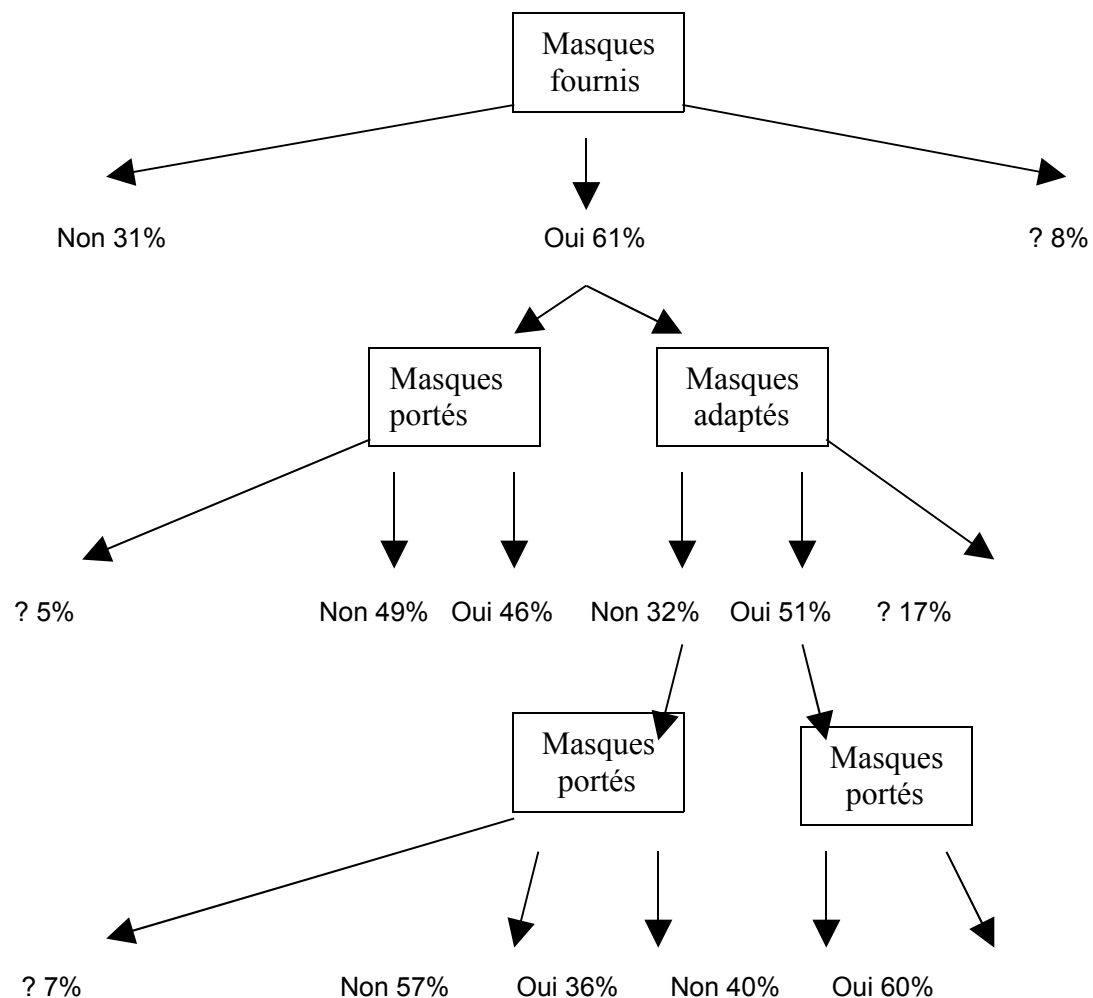 Masques
fournis
Non 31%
Oui 61%
? 8%
Masques
portés
Masques
adaptés
? 5%
Non 49%
Oui 46%
Non 32%
Oui 51%
? 17%
Masques
portés
Masques
portés
? 7%
Non 57%
Oui 36%
Non 40%
Oui 60%